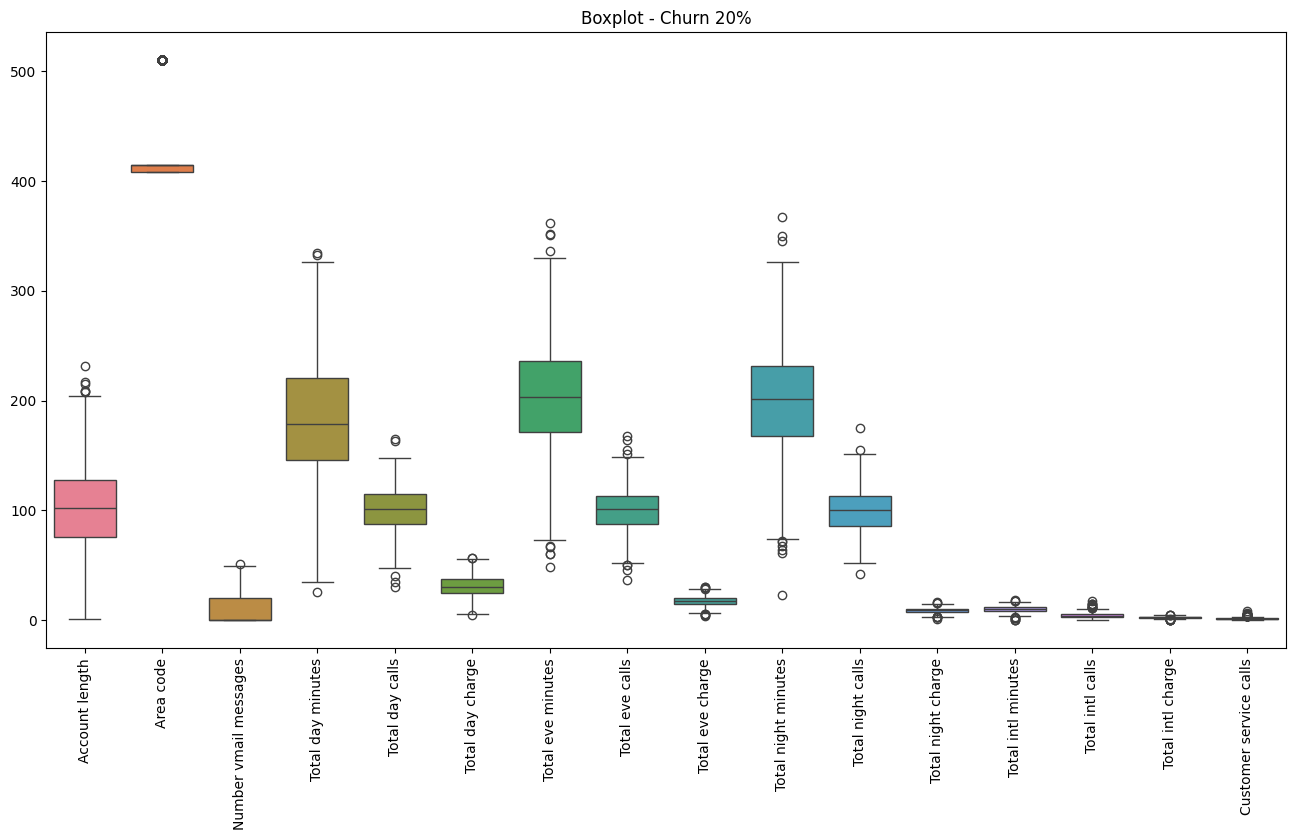 Boxplot - Churn 20%
500
400
300
200
100
0
Account length
Area code
Number vmail messages
Total day minutes
Total day calls
Total day charge
Total eve minutes
Total eve calls
Total eve charge
Total night minutes
Total night calls
Total night charge
Total intl minutes
Total intl calls
Total intl charge
Customer service calls